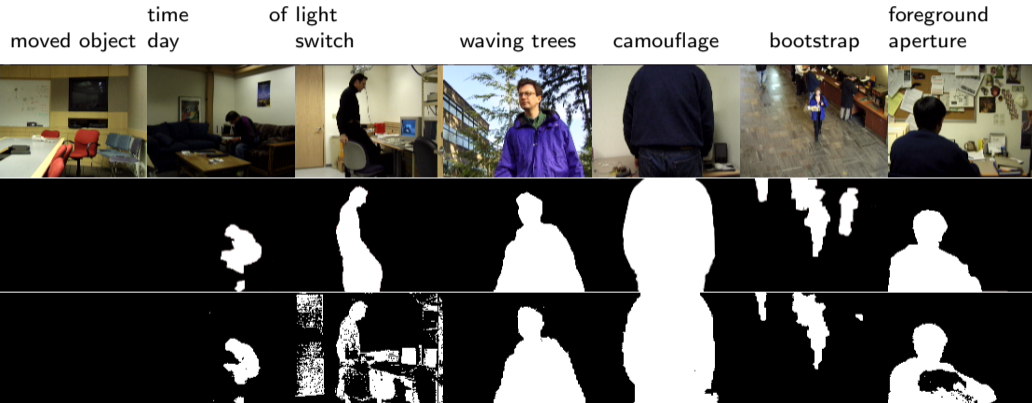 time of light foreground
moved object day switch waving trees camouflage bootstrap aperture